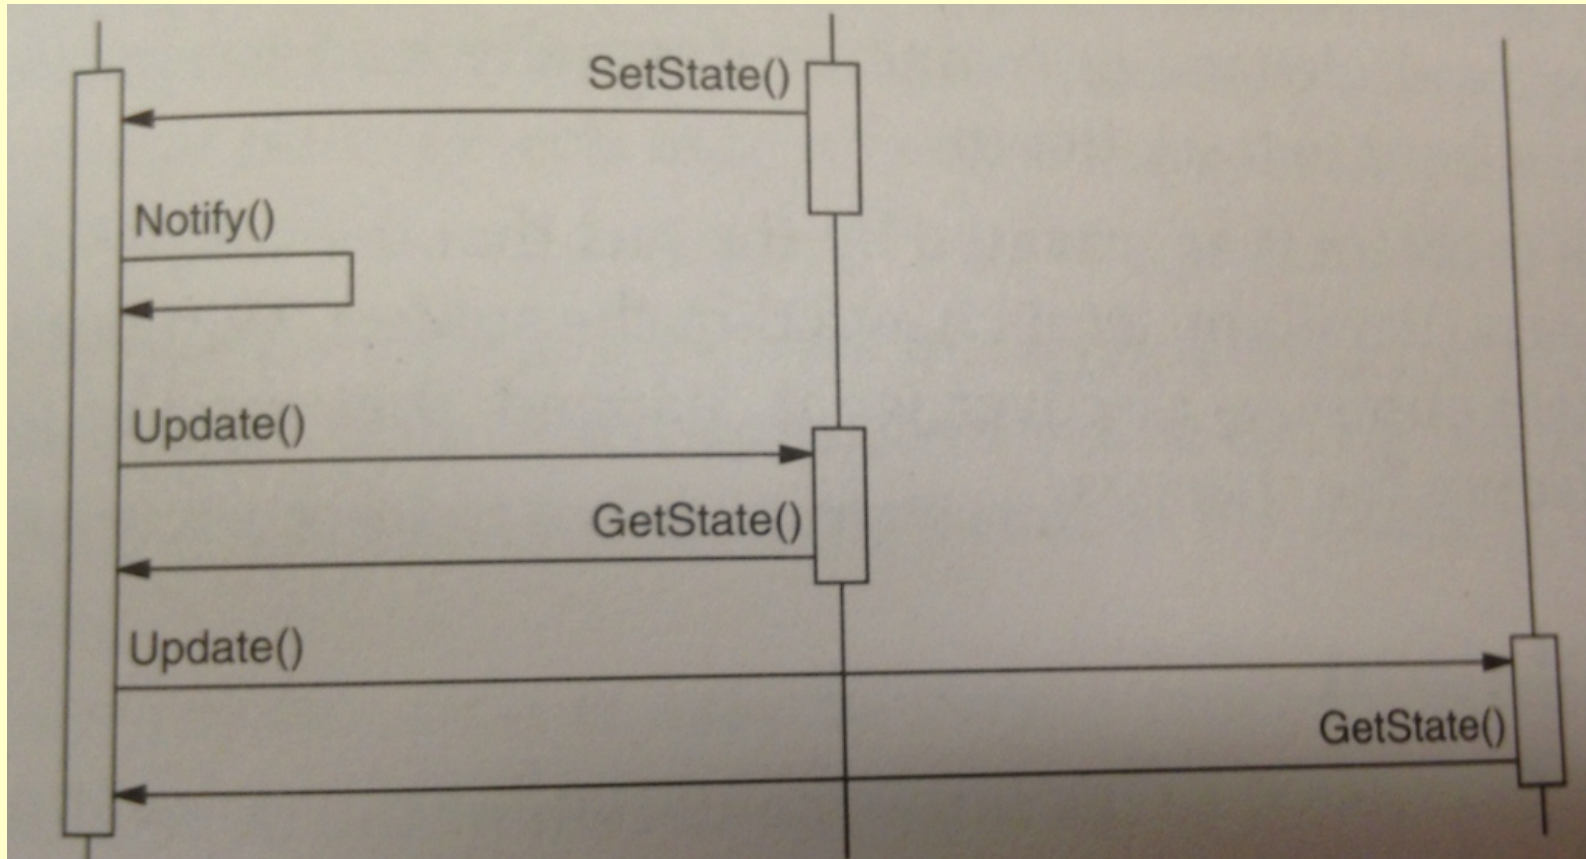 SetState()
Notify()
Update()
GetState()
Update()
GetState()